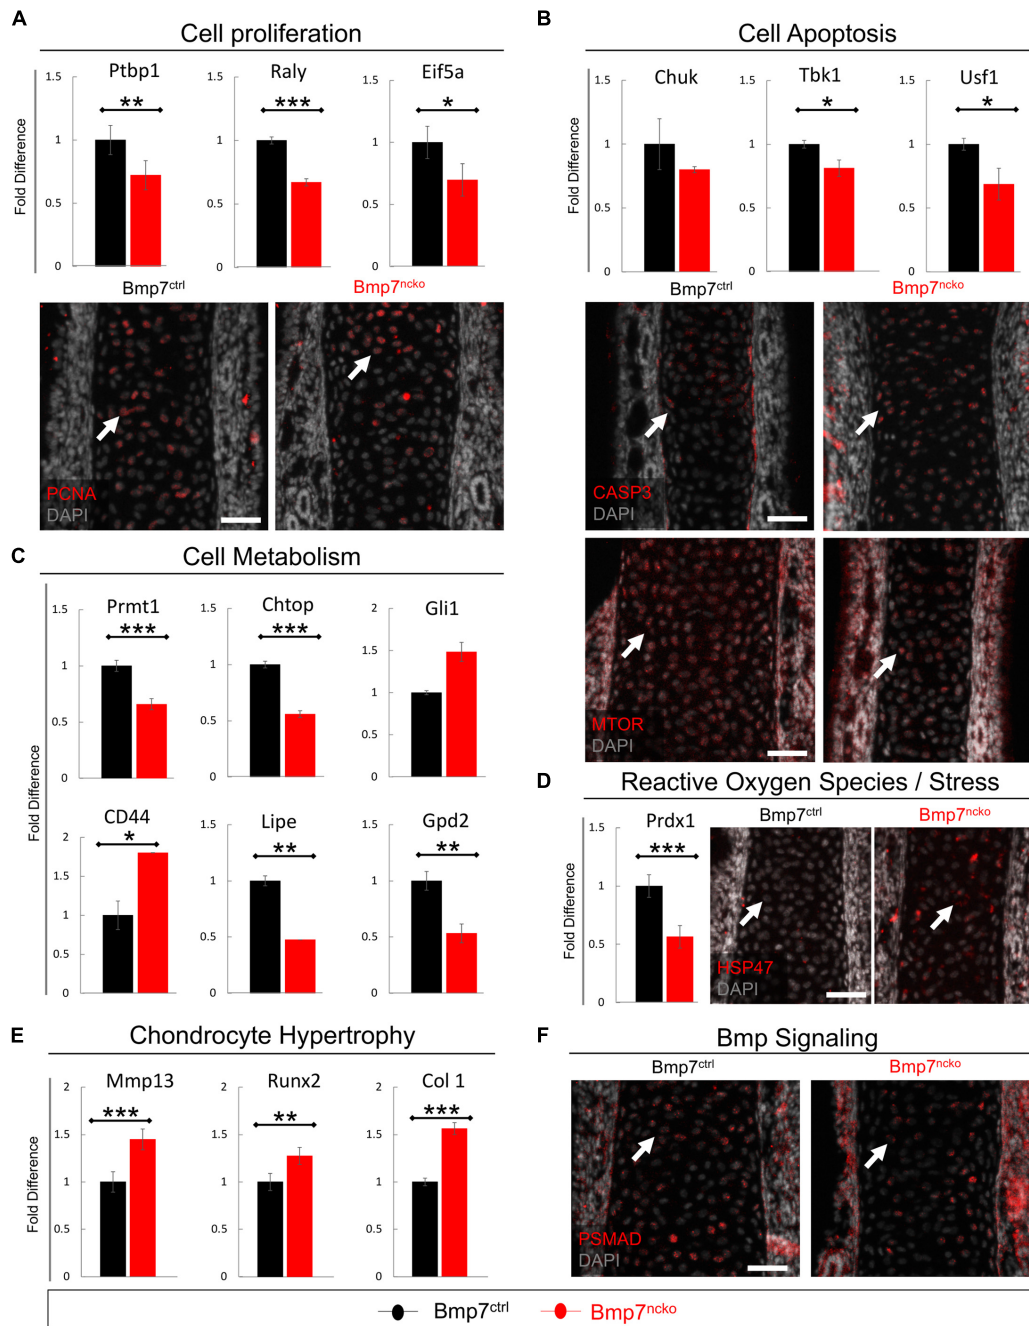 A
Cell proliferation
Ptbp1
Raly
Eif5a
Fold Difference
1.5
1
0.5
0
**
1.5
1
0.5
0
***
1.5
1
0.5
0
*
Bmp7ctrl
Bmp7ncko
PCNA
DAPI
B
Cell Apoptosis
Chuk
Tbk1
Usf1
Fold Difference
1.5
1
0.5
0
1.5
1
0.5
0
*
1.5
1
0.5
0
*
Bmp7ctrl
Bmp7ncko
CASP3
DAPI
MTOR
DAPI
C
Cell Metabolism
Fold Difference
Prmt1
Chtop
Gli1
1.5
1
0.5
0
***
1.5
1
0.5
0
***
2
1.5
1
0.5
0
CD44
Lipe
Gpd2
2
1.5
1
0.5
0
*
1.5
1
0.5
0
**
1.5
1
0.5
0
**
D
Reactive Oxygen Species / Stress
Prdx1
Bmp7ctrl
Bmp7ncko
Fold Difference
1.5
1
0.5
0
***
HSP47
DAPI
E
Chondrocyte Hypertrophy
Mmp13
Runx2
Col 1
Fold Difference
2
1.5
1
0.5
0
***
2
1.5
1
0.5
0
**
2
1.5
1
0.5
0
***
F
Bmp Signaling
Bmp7ctrl
Bmp7ncko
PSMAD
DAPI
Bmp7ctrl
Bmp7ncko